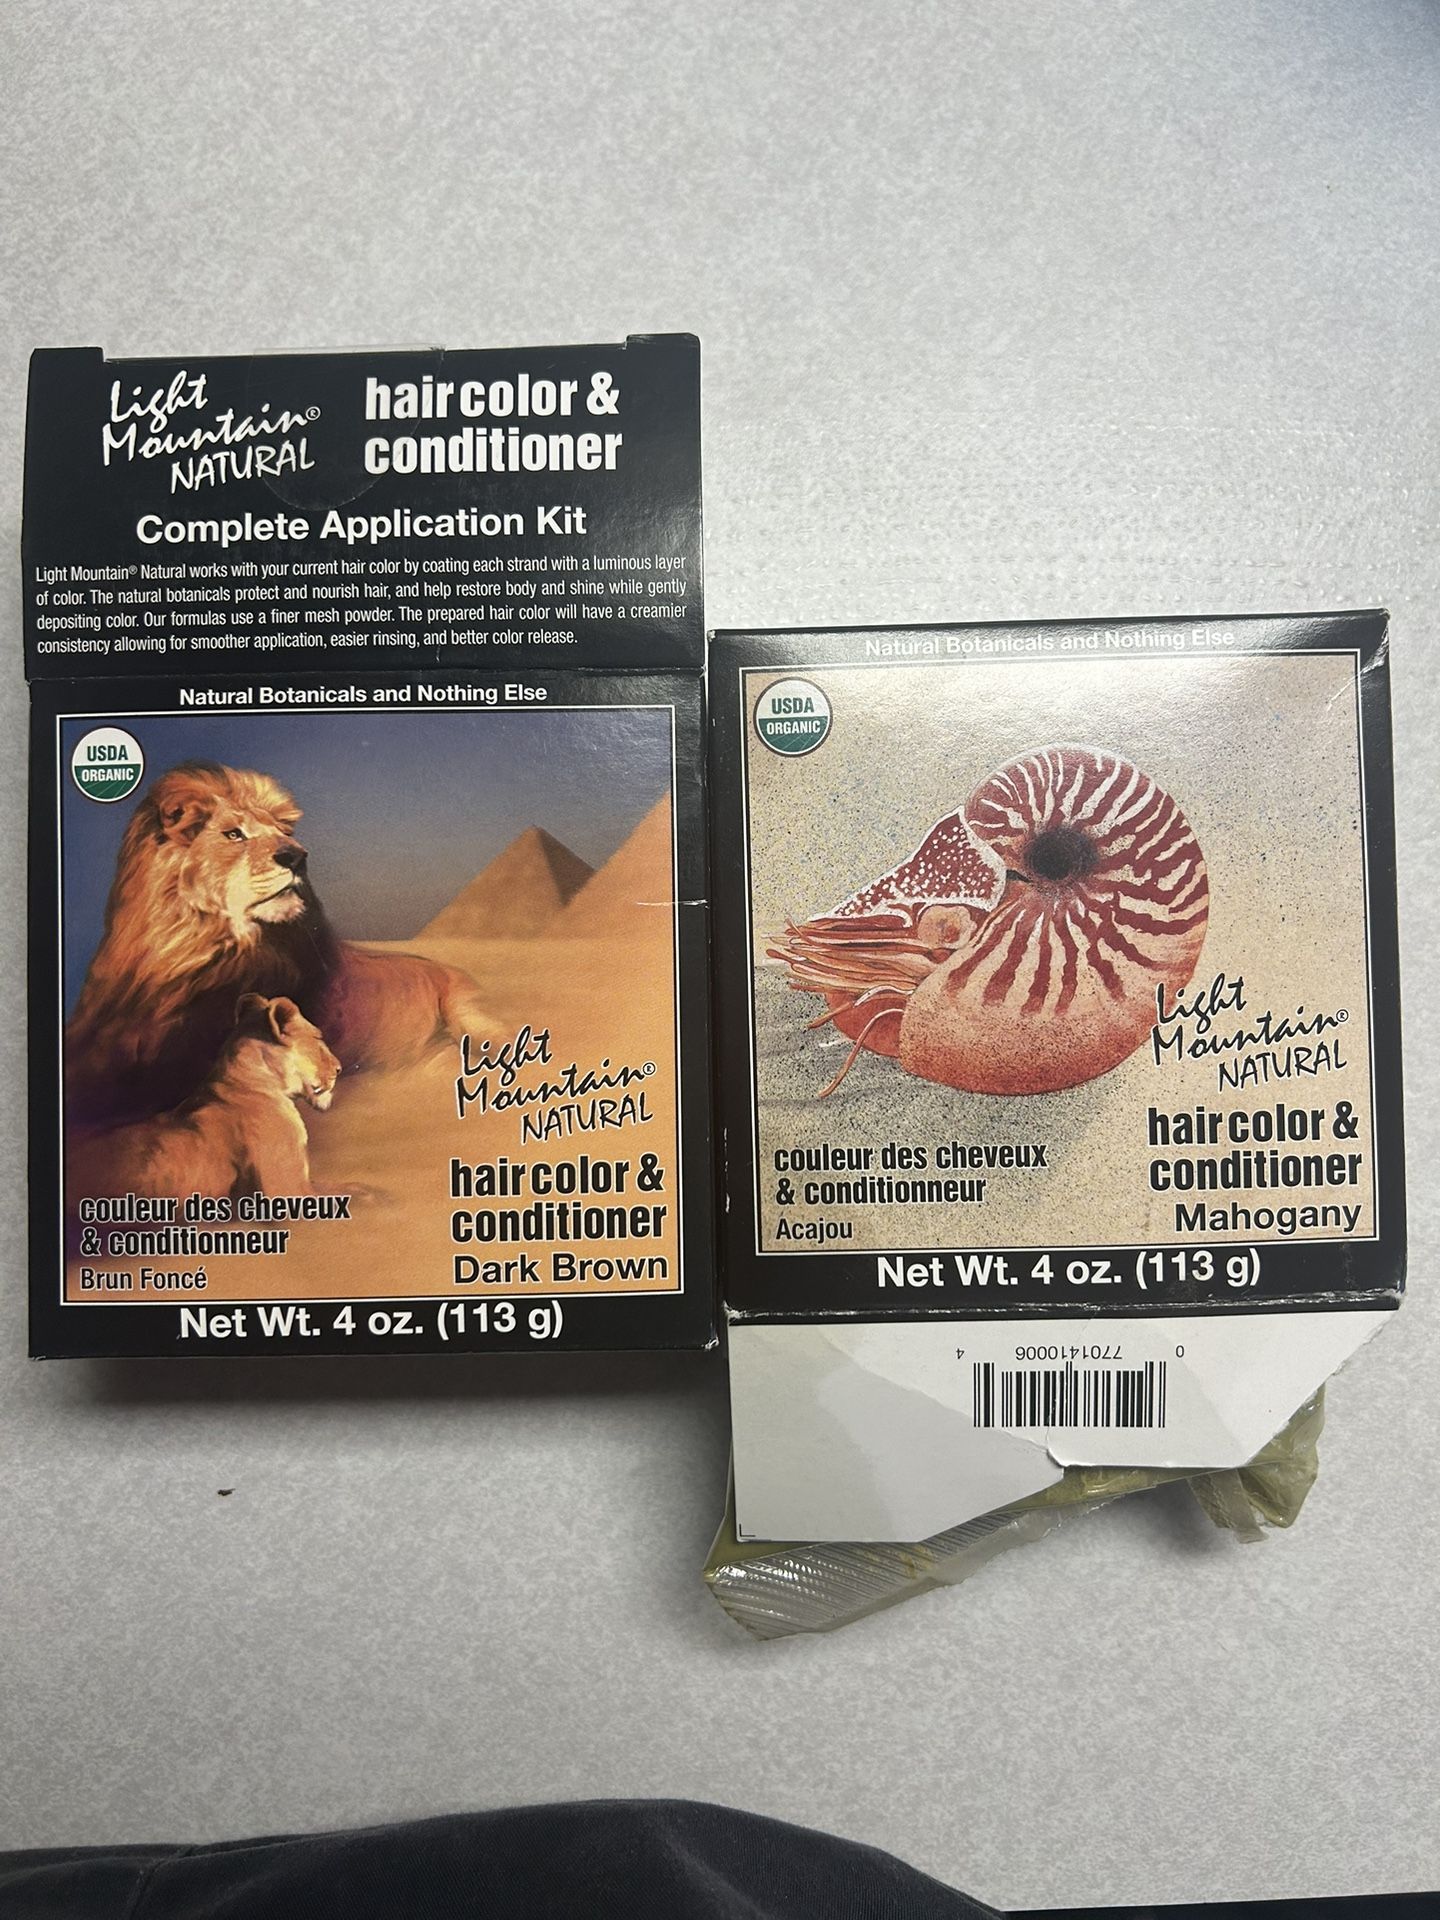 Light
Mountain®
NATURAL
hair color &
conditioner
Complete Application Kit
Light Mountain® Natural works with your current hair color by coating each strand with a luminous layer
of color. The natural botanicals protect and nourish hair, and help restore body and shine while gently
depositing color. Our formulas use a finer mesh powder. The prepared hair color will have a creamier
consistency allowing for smoother application, easier rinsing, and better color release.
Natural Botanicals and Nothing Else
USDA
ORGANIC
Light
Mountain®
NATURAL
hair color &
conditioner
Dark Brown
couleur des cheveux
& conditionneur
Brun Foncé
Net Wt. 4 oz. (113 g)
Natural Botanicals and Nothing Else
USDA
ORGANIC
Light
Mountain®
NATURAL
hair color &
conditioner
Mahogany
couleur des cheveux
& conditionneur
Acajou
Net Wt. 4 oz. (113 g)
0 7701410006 4